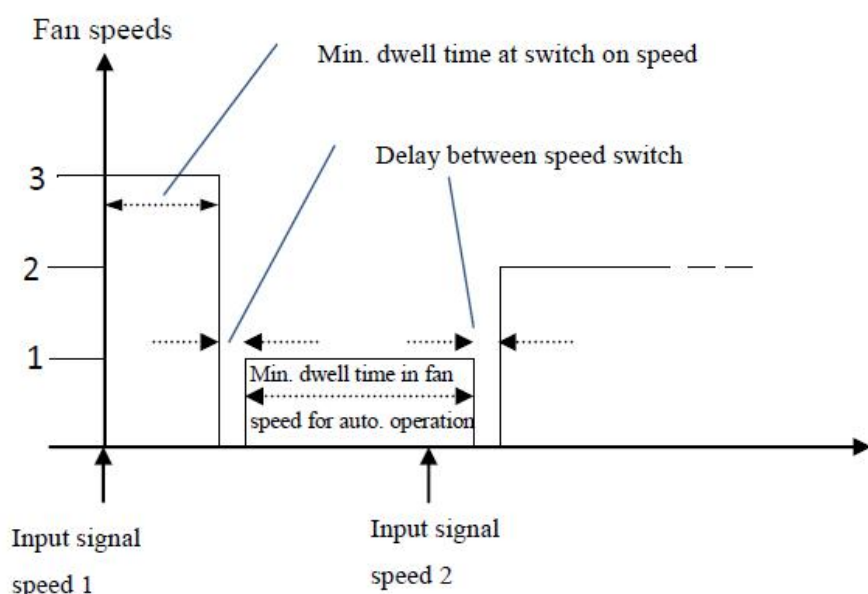 Fan speeds
Min. dwell time at switch on speed
Delay between speed switch
3
2
1
Min. dwell time in fan
speed for auto. operation
Input signal
speed 1
Input signal
speed 2